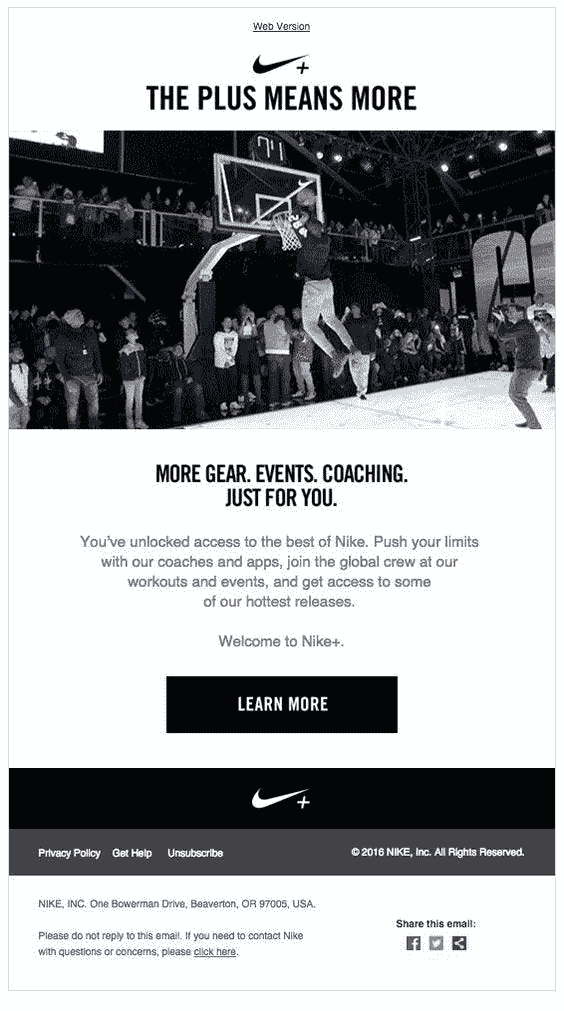 Web Version
THE PLUS MEANS MORE
MORE GEAR. EVENTS. COACHING.
JUST FOR YOU.
You've unlocked access to the best of Nike. Push your limits
with our coaches and apps, join the global crew at our
workouts and events, and get access to some
of our hottest releases.
Welcome to Nike+.
LEARN MORE
Privacy Policy Get Help Unsubscribe
© 2016 NIKE, Inc. All Rights Reserved.
NIKE, INC. One Bowerman Drive, Beaverton, OR 97005, USA.
Please do not reply to this email. If you need to contact Nike
with questions or concerns, please click here.
Share this email: